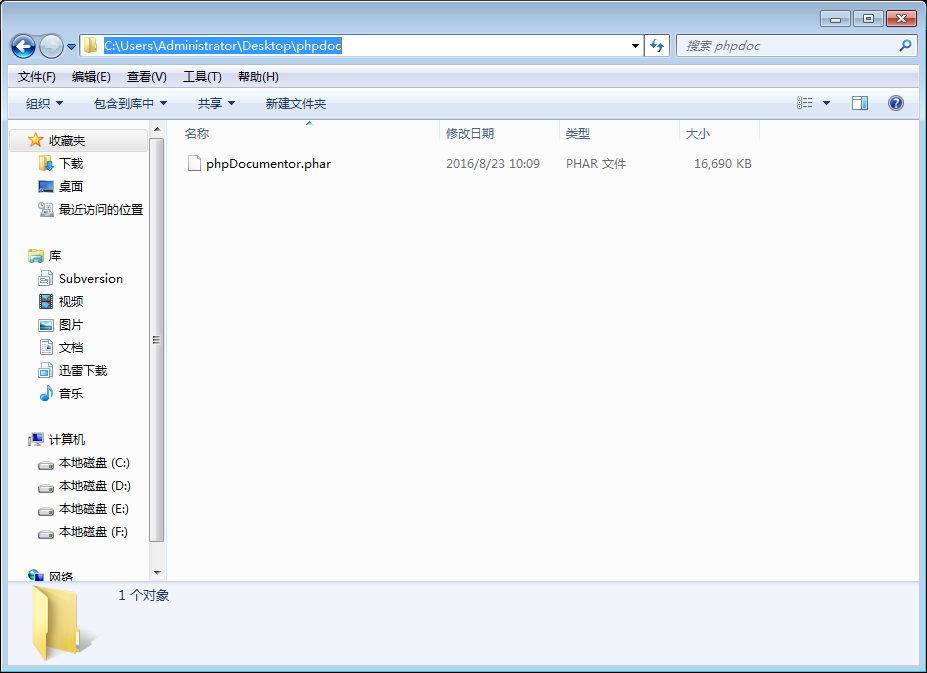 C:\Users\Administrator\Desktop\phpdoc
搜索 phpdoc
文件(F) 编辑(E) 查看(V) 工具(T) 帮助(H)
组织 包含到库中 共享 新建文件夹
名称 修改日期 类型 大小
phpDocumentor.phar 2016/8/23 10:09 PHAR 文件 16,690 KB
收藏夹
下载
桌面
最近访问的位置
库
Subversion
视频
图片
文档
迅雷下载
音乐
计算机
本地磁盘 (C:)
本地磁盘 (D:)
本地磁盘 (E:)
本地磁盘 (F:)
网络
1 个对象